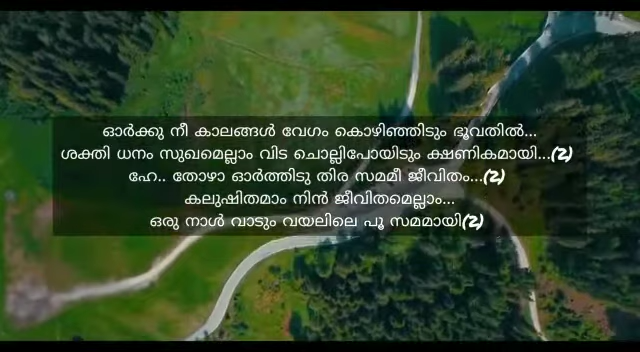 ഓർക്കു നീ കാലങ്ങൾ വേഗം കൊഴിഞ്ഞിടും ഭൂവതിൽ...
ശക്തി ധനം സുഖമെല്ലാം വിട ചൊല്ലിപോയിടും ക്ഷണികമായി...(2)
ഹേ.. തോഴാ ഓർത്തിടു തിര സമമീ ജീവിതം...(2)
കലുഷിതമാം നിൻ ജീവിതമെല്ലാം...
ഒരു നാൾ വാടും വയലിലെ പൂ സമമായി(2)